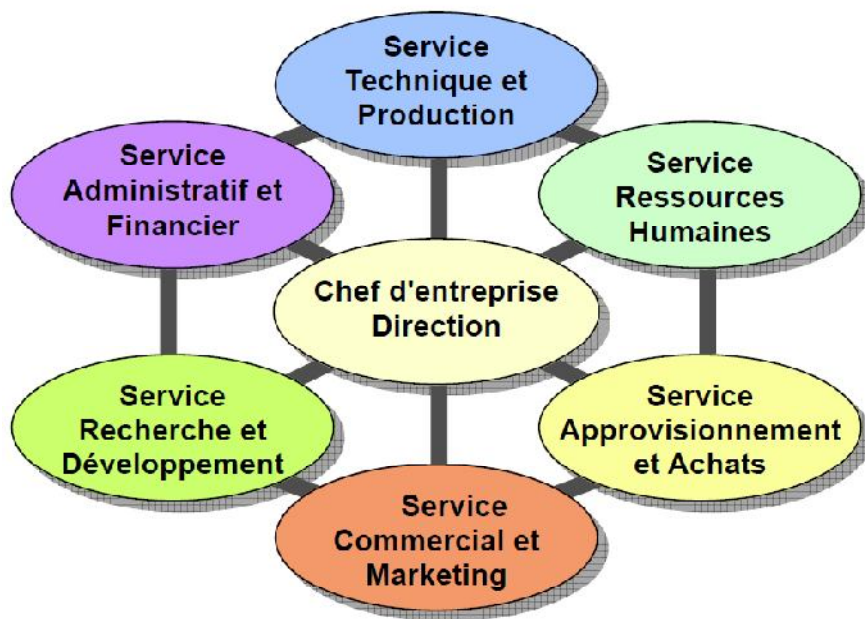 Service
Technique et
Production
Service
Administratif et
Financier
Service
Ressources
Humaines
Chef d'entreprise
Direction
Service
Recherche et
Développement
Service
Approvisionnement
et Achats
Service
Commercial et
Marketing